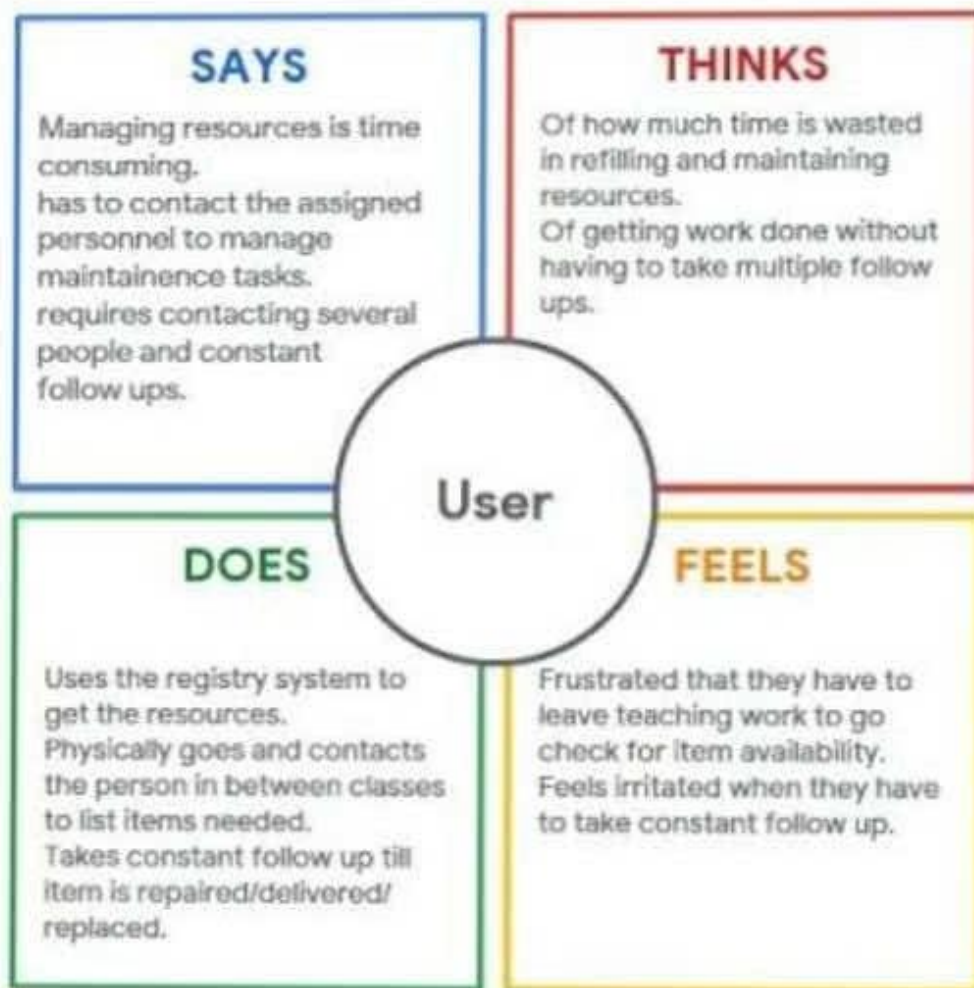 SAYS
Managing resources is time
consuming.
has to contact the assigned
personnel to manage
maintainence tasks.
requires contacting several
people and constant
follow ups.
THINKS
Of how much time is wasted
in refilling and maintaining
resources.
Of getting work done without
having to take multiple follow
ups.
User
DOES
Uses the registry system to
get the resources.
Physically goes and contacts
the person in between classes
to list items needed.
Takes constant follow up till
item is repaired/delivered/
replaced.
FEELS
Frustrated that they have to
leave teaching work to go
check for item availability.
Feels irritated when they have
to take constant follow up.